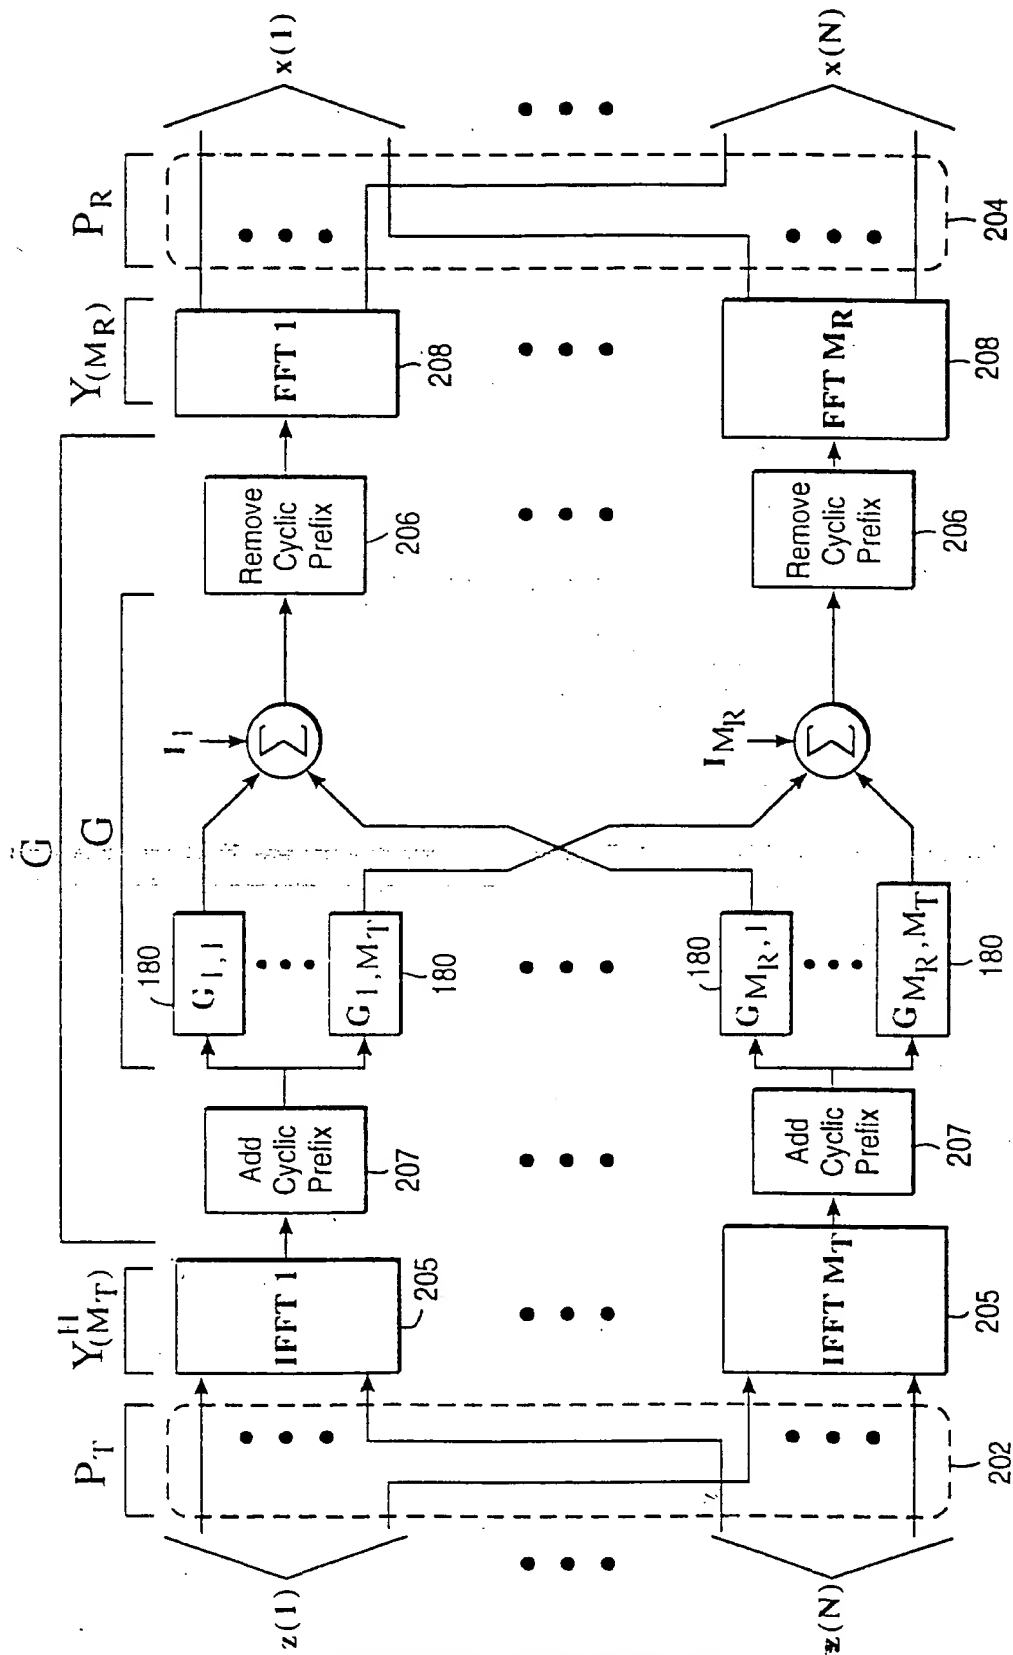 z(1)
z(N)
P_T
202
Y^H_(M_T)
IFFT 1
205
IFFT M_T
205
Add
Cyclic
Prefix
207
Add
Cyclic
Prefix
207
G̃
G
180
G_1,1
G_1,M_T
180
180
G_M_R,1
G_M_R,M_T
180
I_1
Σ
I_M_R
Σ
Remove
Cyclic
Prefix
206
Remove
Cyclic
Prefix
206
Y_(M_R)
FFT 1
208
FFT M_R
208
P_R
204
x(1)
x(N)